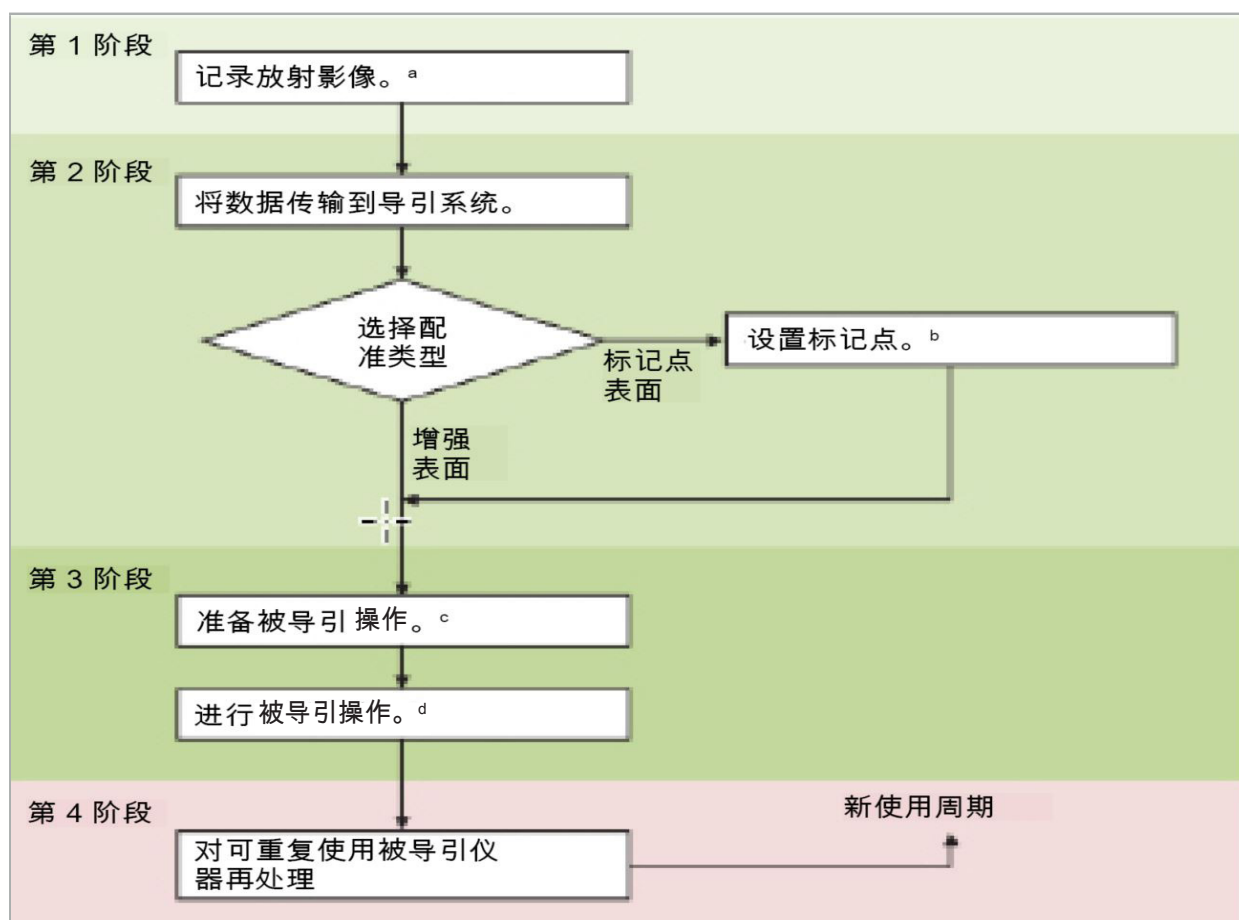 第 1 阶段
记录放射影像。ᵃ
第 2 阶段
将数据传输到导引系统。
选择配
准类型
标记点
表面
设置标记点。ᵇ
增强
表面
第 3 阶段
准备被导引操作。ᶜ
进行被导引操作。ᵈ
第 4 阶段
对可重复使用被导引仪
器再处理
新使用周期